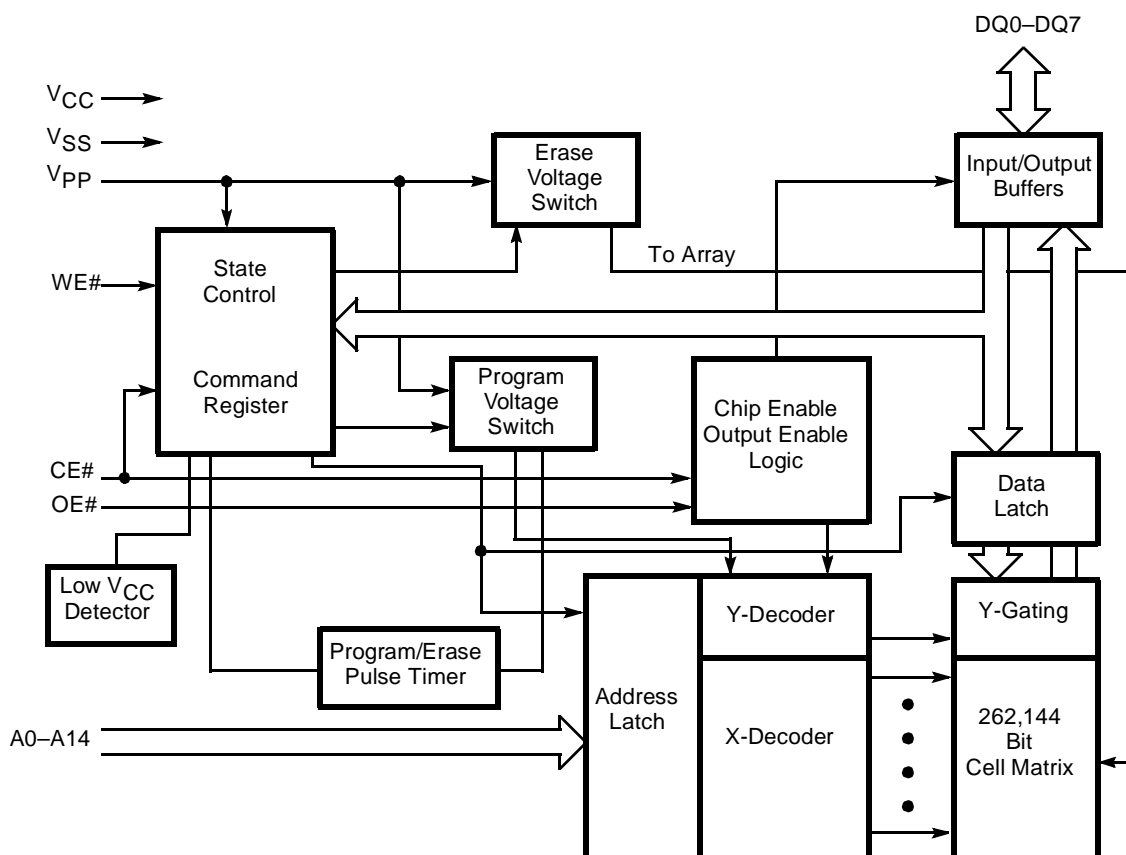 DQ0–DQ7
VCC
VSS
VPP
Erase
Voltage
Switch
Input/Output
Buffers
To Array
State
Control
WE#
Command
Register
Program
Voltage
Switch
Chip Enable
Output Enable
Logic
CE#
OE#
Data
Latch
Low VCC
Detector
Y-Decoder
Y-Gating
Program/Erase
Pulse Timer
Address
Latch
A0–A14
X-Decoder
262,144
Bit
Cell Matrix